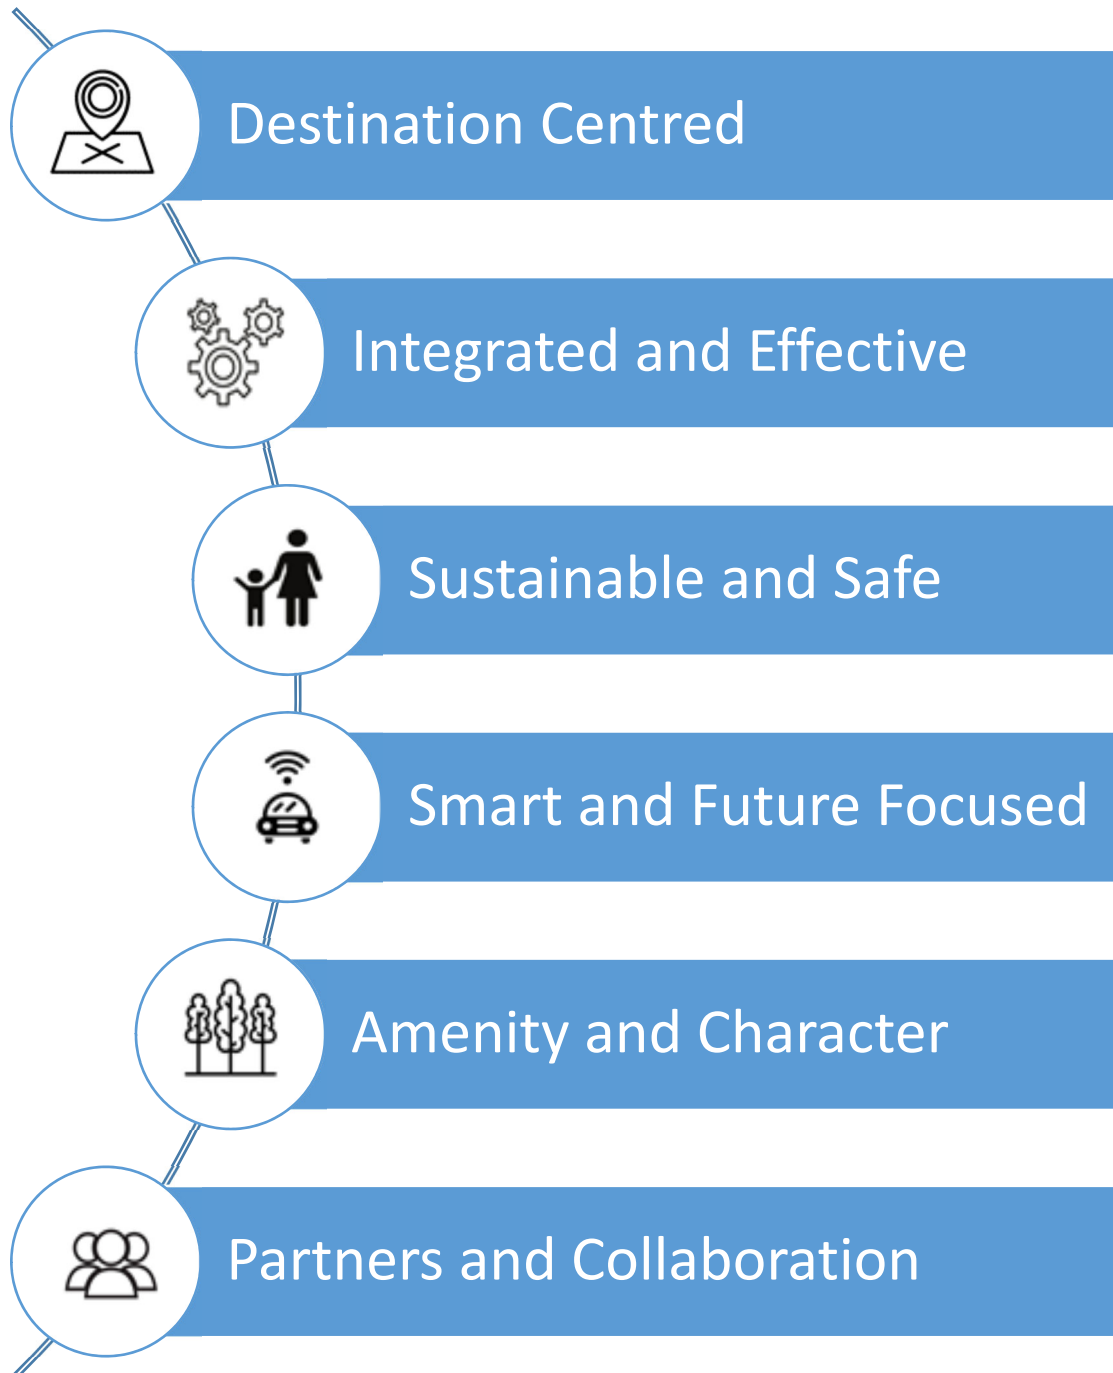 Destination Centred
Integrated and Effective
Sustainable and Safe
Smart and Future Focused
Amenity and Character
Partners and Collaboration